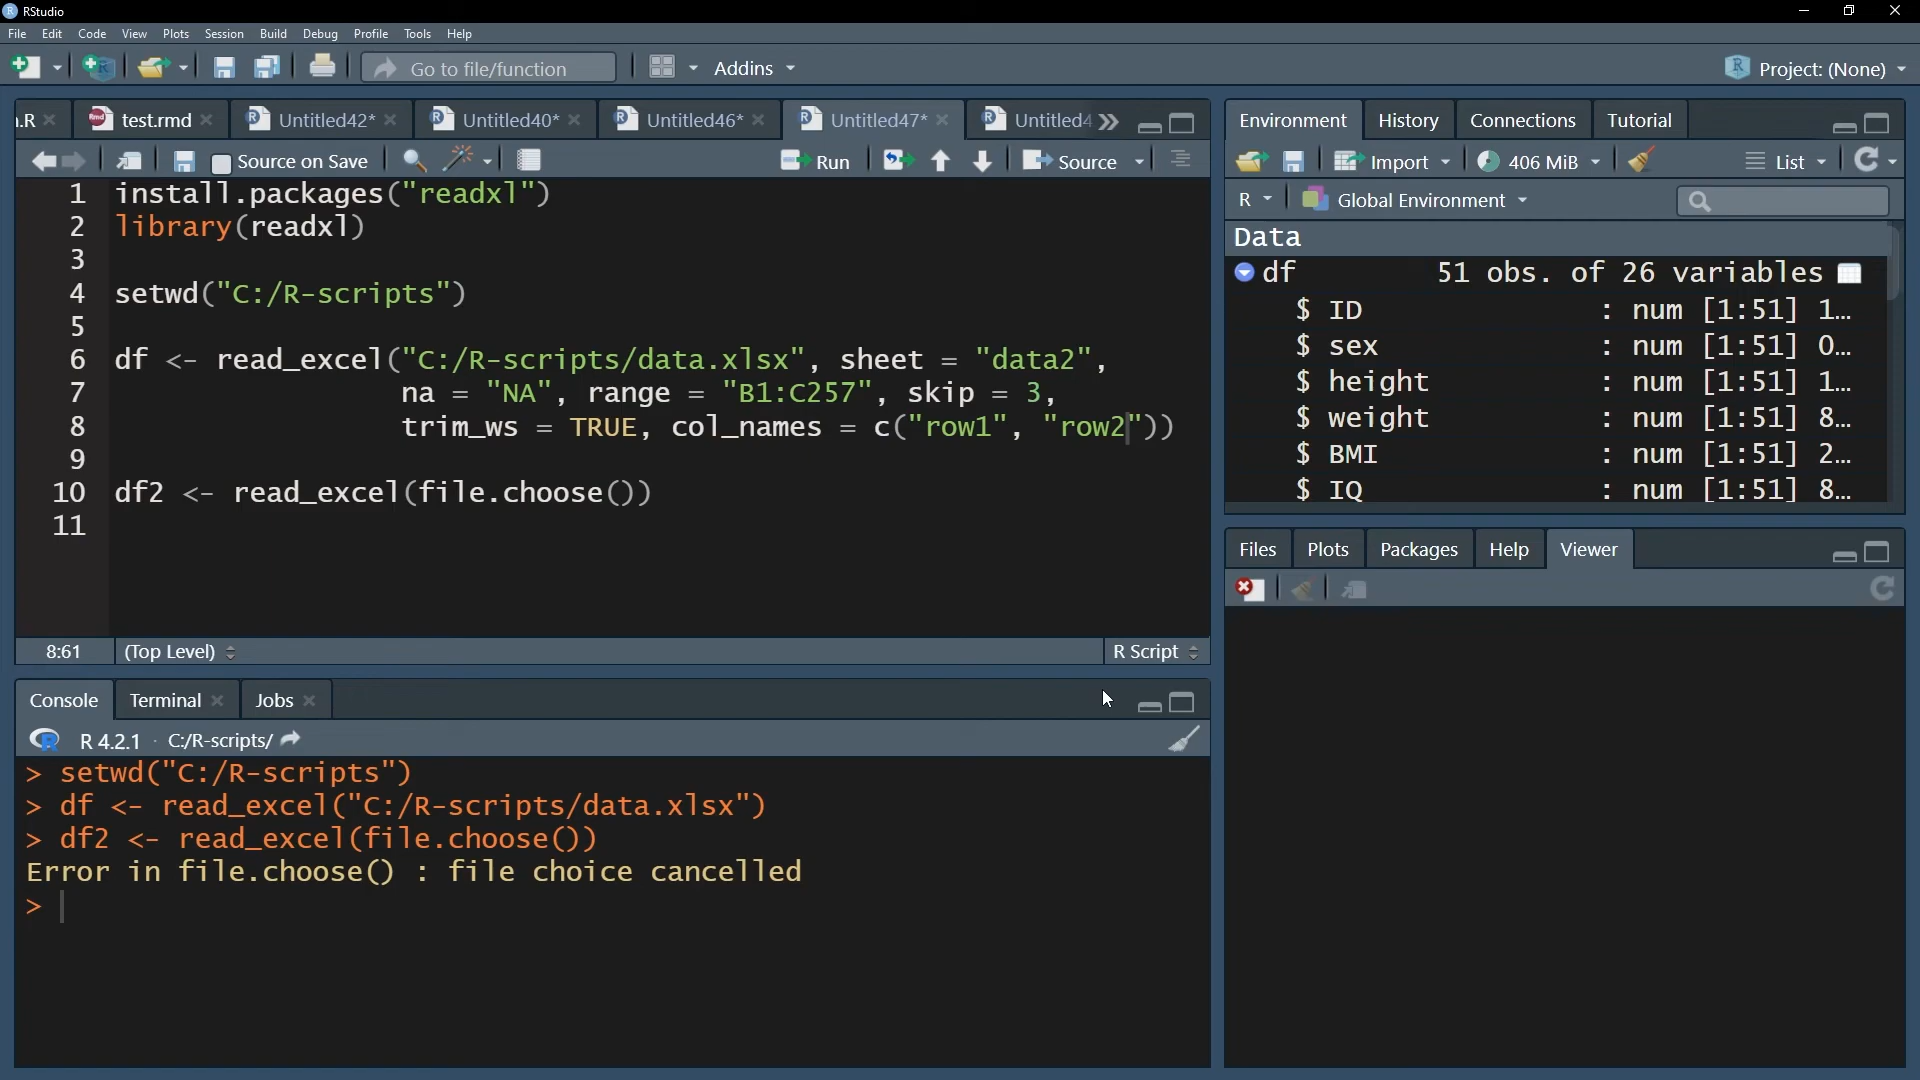 RStudio
File Edit Code View Plots Session Build Debug Profile Tools Help
Go to file/function Addins Project: (None)
.R test.rmd Untitled42* Untitled40* Untitled46* Untitled47* Untitled4
Source on Save Run Source
1 install.packages("readxl")
2 library(readxl)
3
4 setwd("C:/R-scripts")
5
6 df <- read_excel("C:/R-scripts/data.xlsx", sheet = "data2",
7 na = "NA", range = "B1:C257", skip = 3,
8 trim_ws = TRUE, col_names = c("row1", "row2"))
9
10 df2 <- read_excel(file.choose())
11
8:61 (Top Level) R Script
Console Terminal Jobs
R 4.2.1 · C:/R-scripts/
> setwd("C:/R-scripts")
> df <- read_excel("C:/R-scripts/data.xlsx")
> df2 <- read_excel(file.choose())
Error in file.choose() : file choice cancelled
>
Environment History Connections Tutorial
Import 406 MiB List
R Global Environment
Data
df 51 obs. of 26 variables
$ ID : num [1:51] 1…
$ sex : num [1:51] 0…
$ height : num [1:51] 1…
$ weight : num [1:51] 8…
$ BMI : num [1:51] 2…
$ IQ : num [1:51] 8…
Files Plots Packages Help Viewer